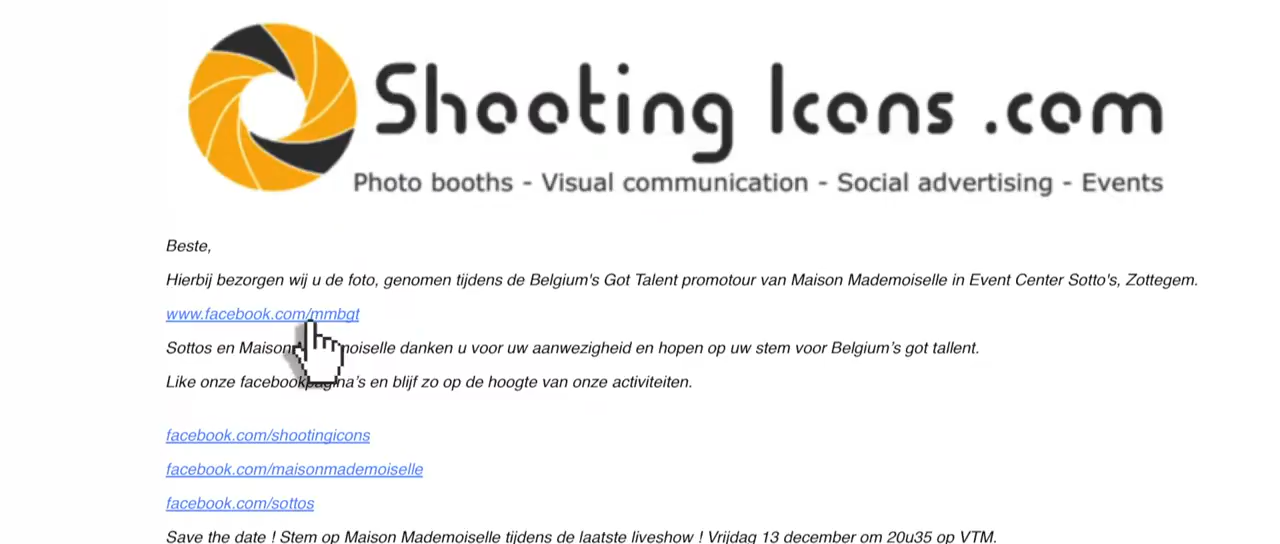 Shooting Icons .com
Photo booths - Visual communication - Social advertising - Events
Beste,
Hierbij bezorgen wij u de foto, genomen tijdens de Belgium's Got Talent promotour van Maison Mademoiselle in Event Center Sotto's, Zottegem.
www.facebook.com/mmbgt
Sottos en Maison noiselle danken u voor uw aanwezigheid en hopen op uw stem voor Belgium’s got tallent.
Like onze facebookpagina’s en blijf zo op de hoogte van onze activiteiten.
facebook.com/shootingicons
facebook.com/maisonmademoiselle
facebook.com/sottos
Save the date ! Stem op Maison Mademoiselle tijdens de laatste liveshow ! Vrijdag 13 december om 20u35 op VTM.